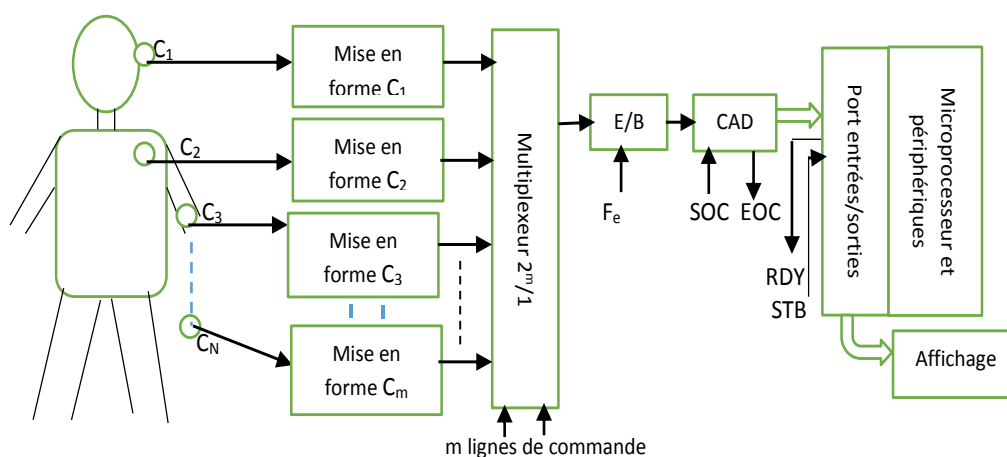 C₁
Mise en
forme C₁
C₂
Mise en
forme C₂
C₃
Mise en
forme C₃
C_N
Mise en
forme Cₘ
Multiplexeur 2ᵐ/1
m lignes de commande
E/B
Fₑ
CAD
SOC
EOC
RDY
STB
Port entrées/sorties
Microprocesseur et
périphériques
Affichage